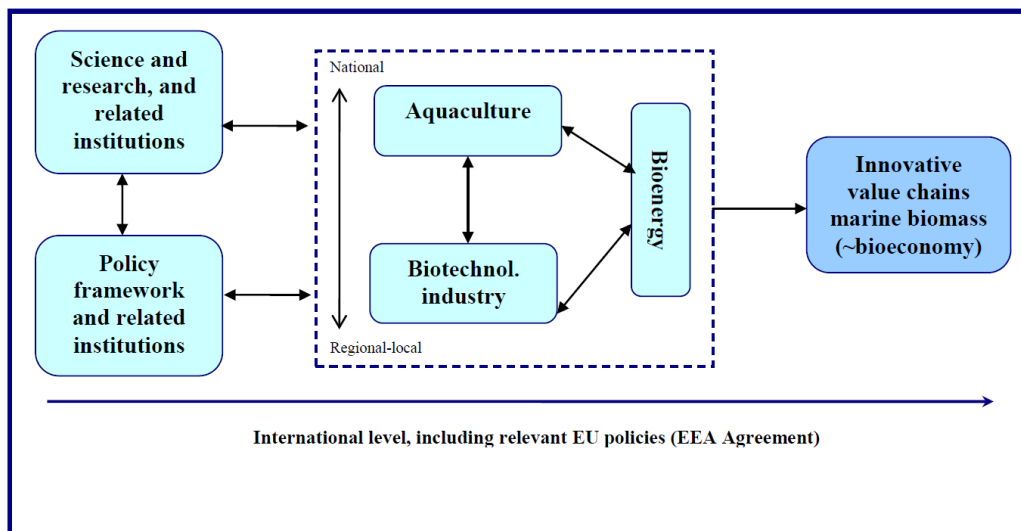 Science and
research, and
related
institutions
Policy
framework
and related
institutions
National
Regional-local
Aquaculture
Biotechnol.
industry
Bioenergy
Innovative
value chains
marine biomass
(~bioeconomy)
International level, including relevant EU policies (EEA Agreement)